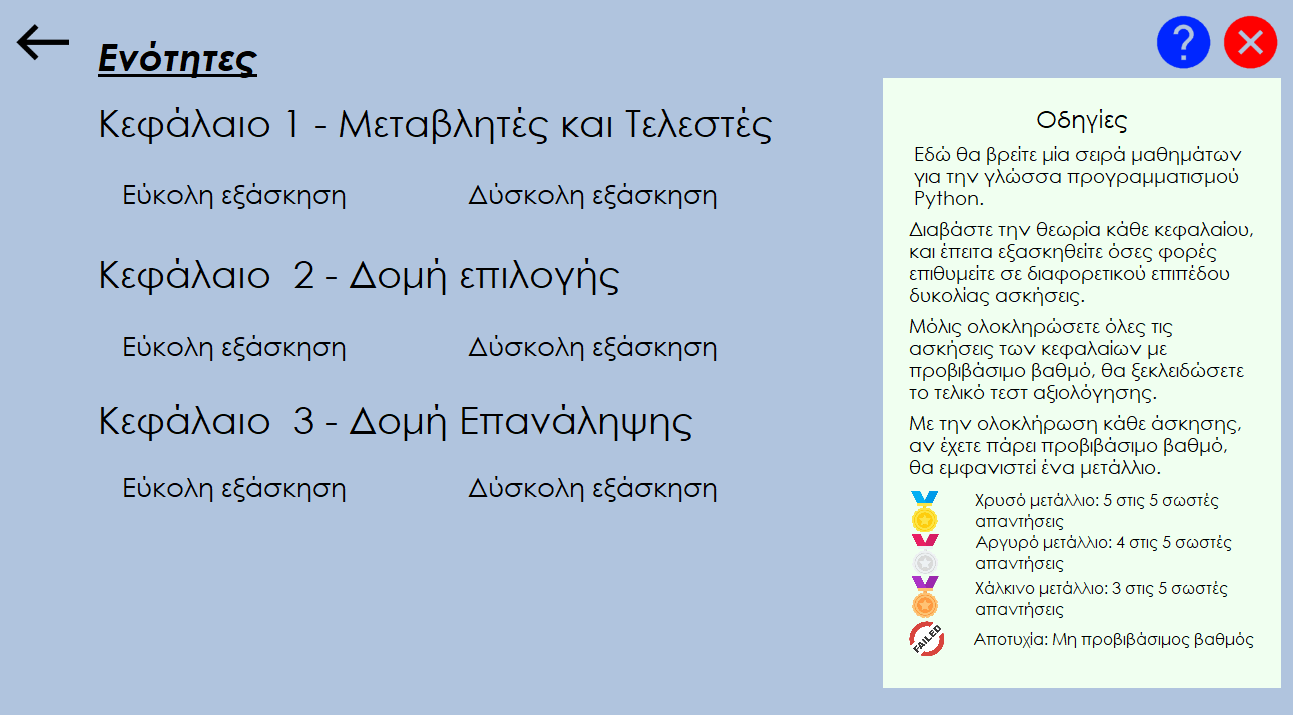 Ενότητες
Κεφάλαιο 1 - Μεταβλητές και Τελεστές
Εύκολη εξάσκηση Δύσκολη εξάσκηση
Κεφάλαιο 2 - Δομή επιλογής
Εύκολη εξάσκηση Δύσκολη εξάσκηση
Κεφάλαιο 3 - Δομή Επανάληψης
Εύκολη εξάσκηση Δύσκολη εξάσκηση
?
Οδηγίες
Εδώ θα βρείτε μία σειρά μαθημάτων
για την γλώσσα προγραμματισμού
Python.
Διαβάστε την θεωρία κάθε κεφαλαίου,
και έπειτα εξασκηθείτε όσες φορές
επιθυμείτε σε διαφορετικού επιπέδου
δυκολίας ασκήσεις.
Μόλις ολοκληρώσετε όλες τις
ασκήσεις των κεφαλαίων με
προβιβάσιμο βαθμό, θα ξεκλειδώσετε
το τελικό τεστ αξιολόγησης.
Με την ολοκλήρωση κάθε άσκησης,
αν έχετε πάρει προβιβάσιμο βαθμό,
θα εμφανιστεί ένα μετάλλιο.
Χρυσό μετάλλιο: 5 στις 5 σωστές
απαντήσεις
Αργυρό μετάλλιο: 4 στις 5 σωστές
απαντήσεις
Χάλκινο μετάλλιο: 3 στις 5 σωστές
απαντήσεις
FAILED
Αποτυχία: Μη προβιβάσιμος βαθμός